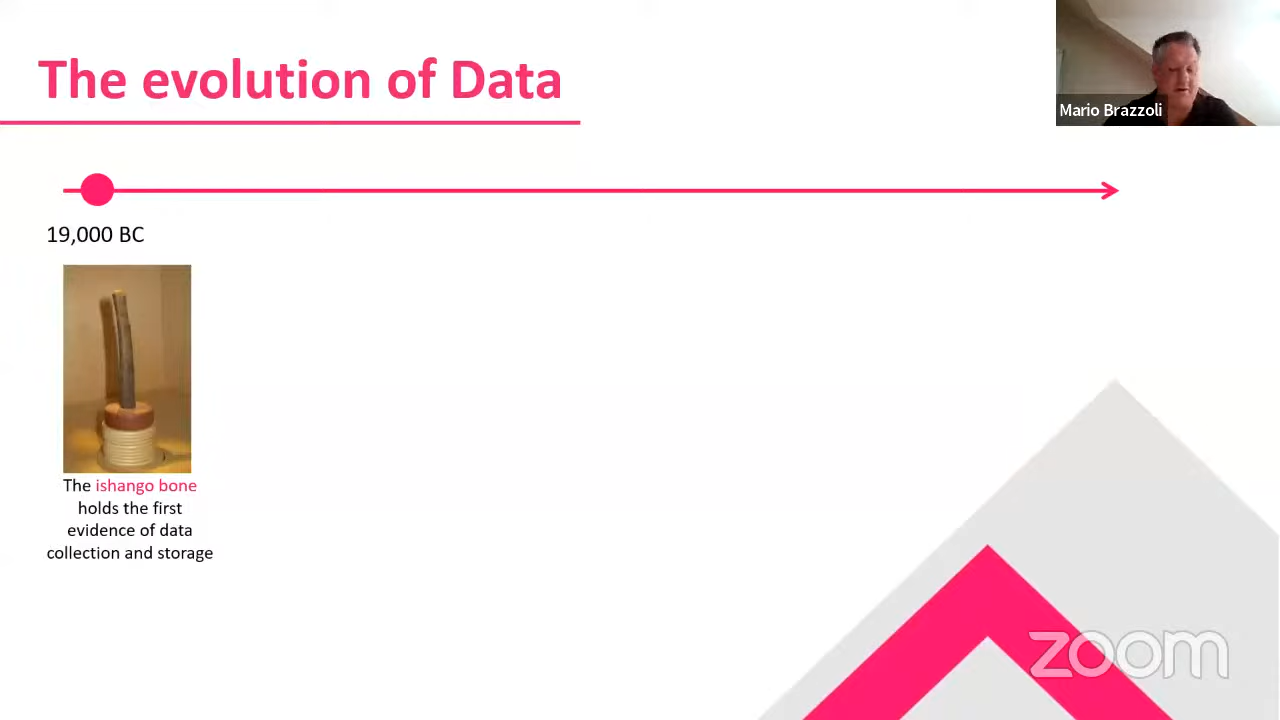 The evolution of Data
Mario Brazzoli
19,000 BC
The ishango bone
holds the first
evidence of data
collection and storage
zoom